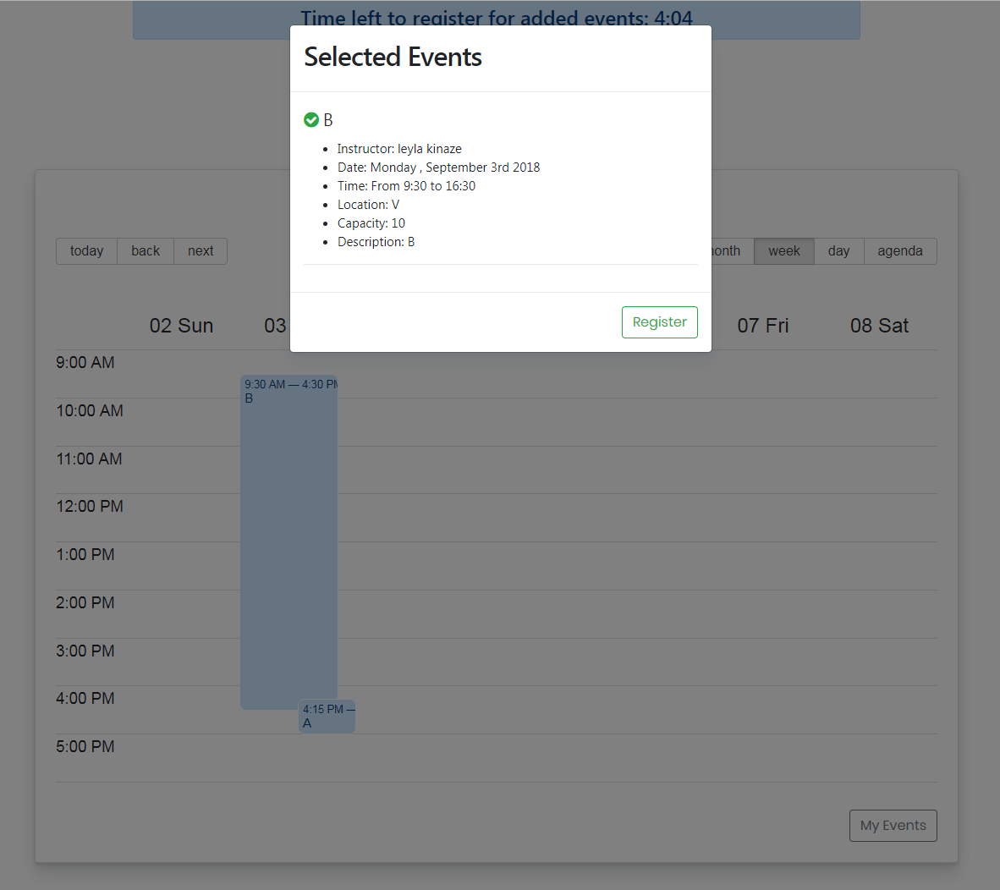 Time left to register for added events: 4:04
Selected Events
B
Instructor: leyla kinaze
Date: Monday , September 3rd 2018
Time: From 9:30 to 16:30
Location: V
Capacity: 10
Description: B
Register
today back next
onth week day agenda
02 Sun 03 07 Fri 08 Sat
9:00 AM
9:30 AM — 4:30 PM
B
10:00 AM
11:00 AM
12:00 PM
1:00 PM
2:00 PM
3:00 PM
4:00 PM
4:15 PM —
A
5:00 PM
My Events